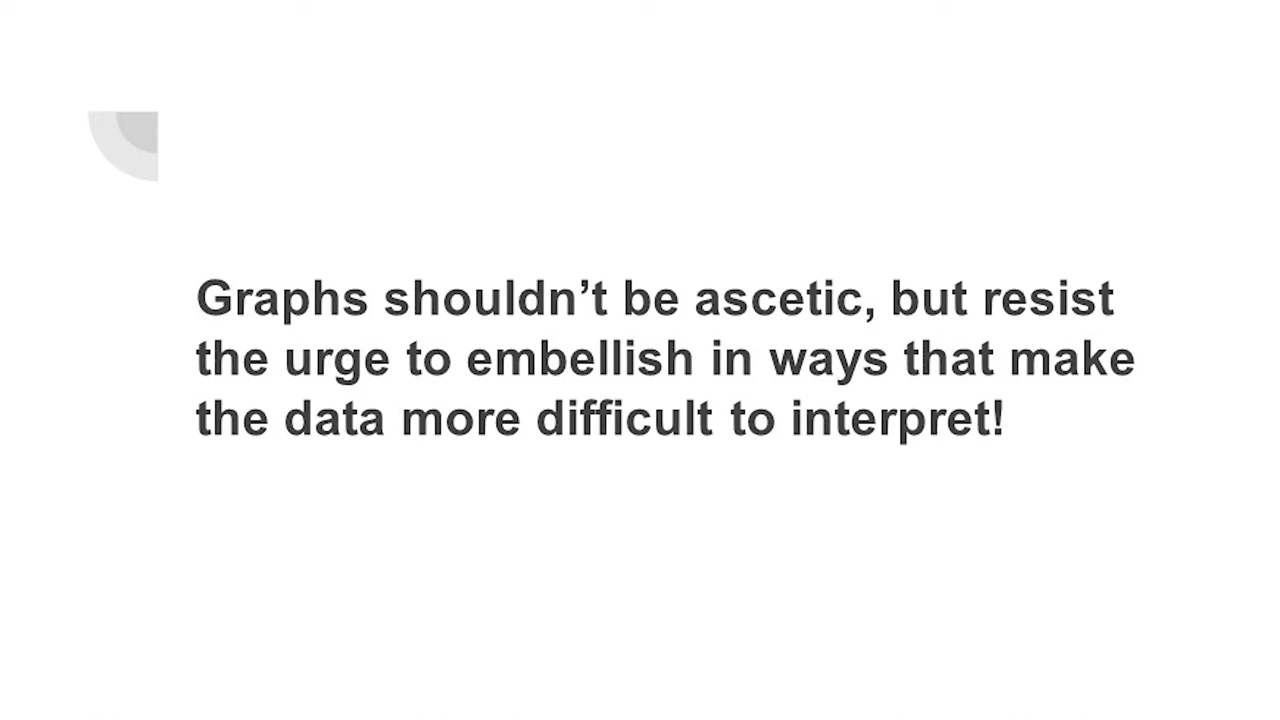 Graphs shouldn’t be ascetic, but resist
the urge to embellish in ways that make
the data more difficult to interpret!